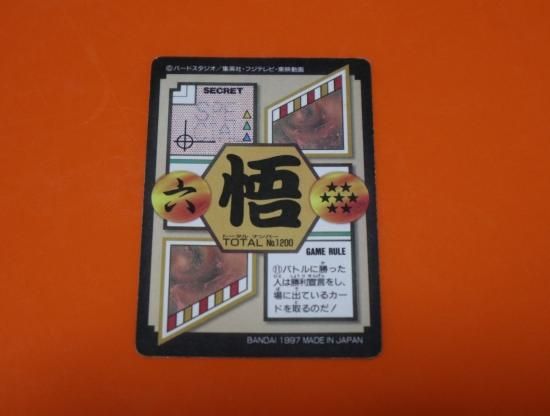 ©バードスタジオ／集英社・フジテレビ・東映動画
SECRET
六
悟
トータル ナンバー
TOTAL No.1200
GAME RULE
⑪バトルに勝った
人は勝利宣言をし、
場に出ているカー
ドを取るのだ！
BANDAI 1997 MADE IN JAPAN